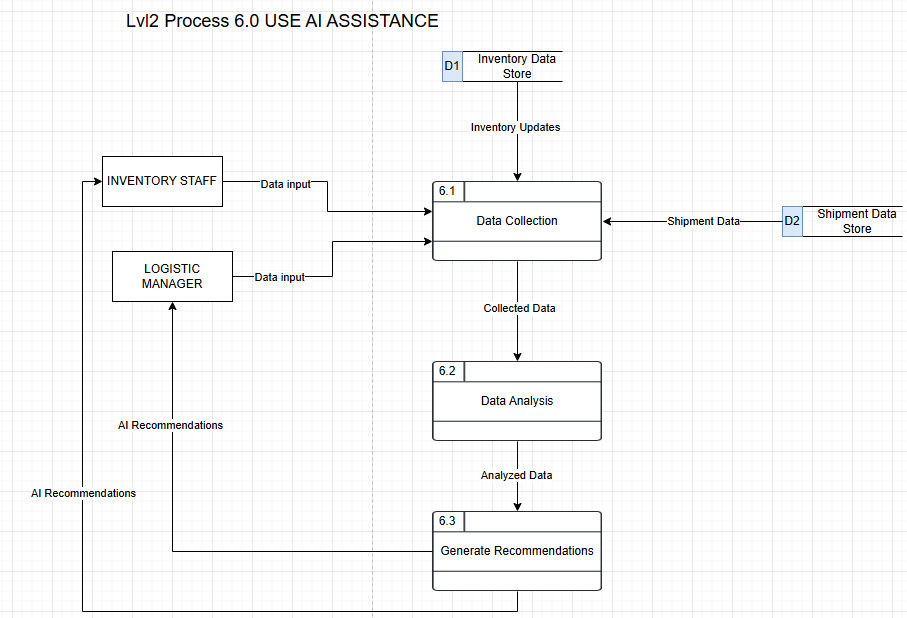 Lvl2 Process 6.0 USE AI ASSISTANCE
D1
Inventory Data
Store
Inventory Updates
INVENTORY STAFF
Data input
6.1
Data Collection
Shipment Data
D2
Shipment Data
Store
LOGISTIC
MANAGER
Data input
Collected Data
6.2
Data Analysis
AI Recommendations
Analyzed Data
AI Recommendations
6.3
Generate Recommendations